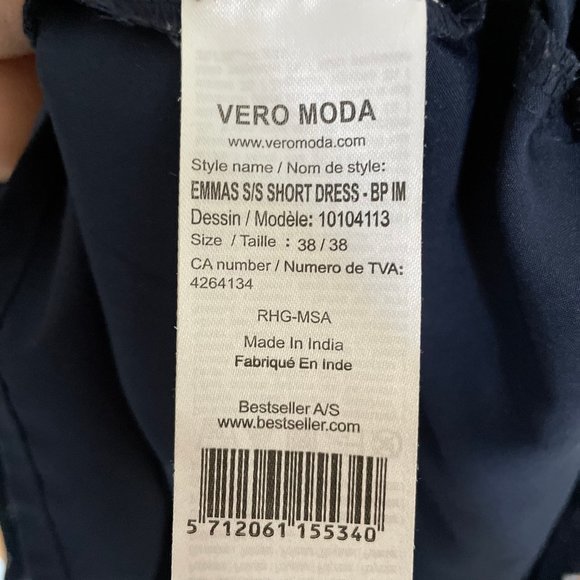 VERO MODA
www.veromoda.com
Style name / Nom de style:
EMMAS S/S SHORT DRESS - BP IM
Dessin / Modèle: 10104113
Size / Taille : 38 / 38
CA number / Numero de TVA:
4264134
RHG-MSA
Made In India
Fabriqué En Inde
Bestseller A/S
www.bestseller.com
5 712061 155340